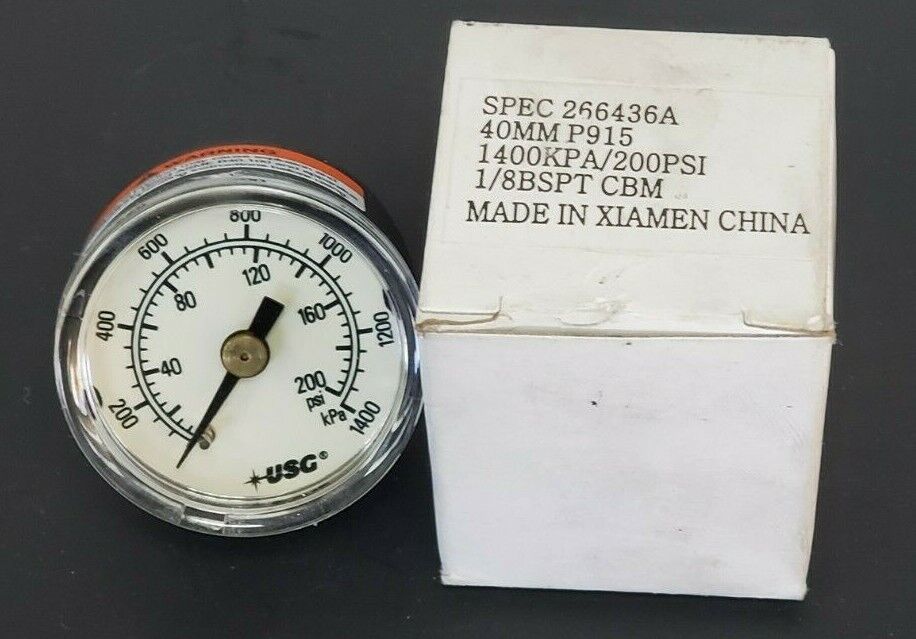 WARNING
200
400
600
800
1000
1200
1400
40
80
120
160
200
psi
kPa
USG®
SPEC 266436A
40MM P915
1400KPA/200PSI
1/8BSPT CBM
MADE IN XIAMEN CHINA